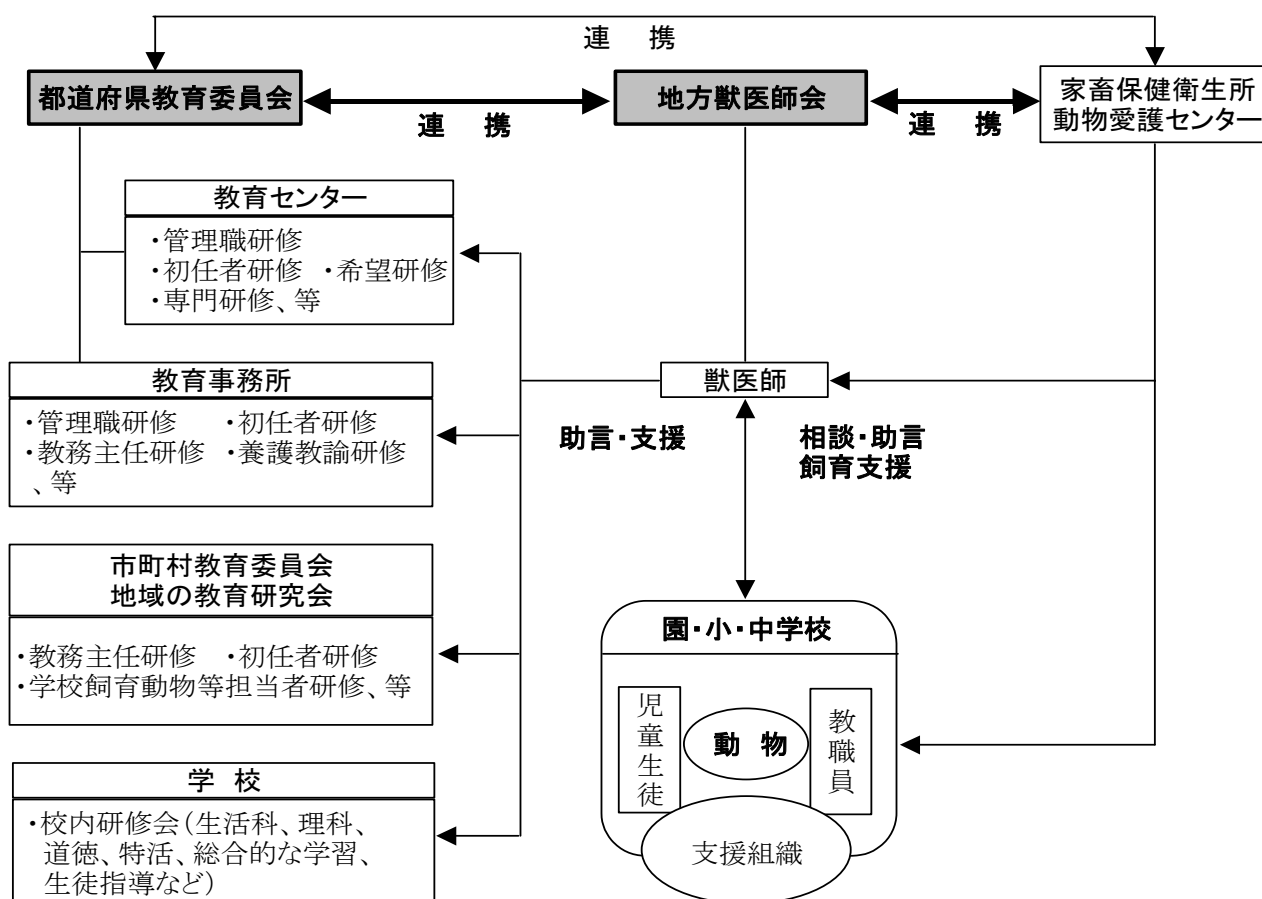 連 携
都道府県教育委員会
地方獣医師会
家畜保健衛生所
動物愛護センター
連 携
連 携
教育センター
・管理職研修
・初任者研修 ・希望研修
・専門研修、等
教育事務所
・管理職研修 ・初任者研修
・教務主任研修 ・養護教諭研修
、等
獣医師
助言・支援
相談・助言
飼育支援
市町村教育委員会
地域の教育研究会
・教務主任研修 ・初任者研修
・学校飼育動物等担当者研修、等
園・小・中学校
児童生徒
動 物
教職員
支援組織
学 校
・校内研修会(生活科、理科、
道徳、特活、総合的な学習、
生徒指導など)